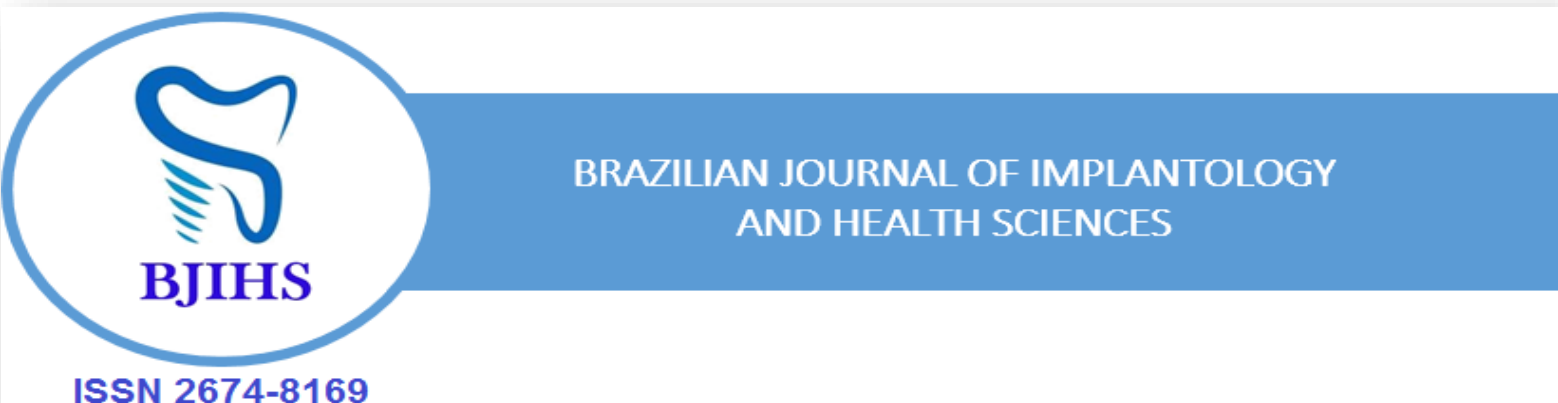 BRAZILIAN JOURNAL OF IMPLANTOLOGY
AND HEALTH SCIENCES
BJIHS
ISSN 2674-8169